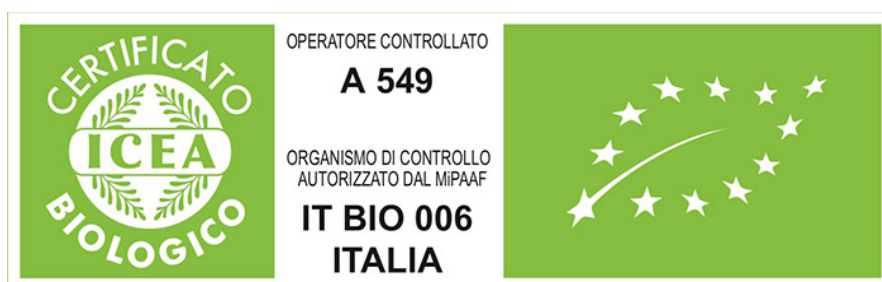 CERTIFICATO
ICEA
BIOLOGICO
OPERATORE CONTROLLATO
A 549
ORGANISMO DI CONTROLLO
AUTORIZZATO DAL MiPAAF
IT BIO 006
ITALIA